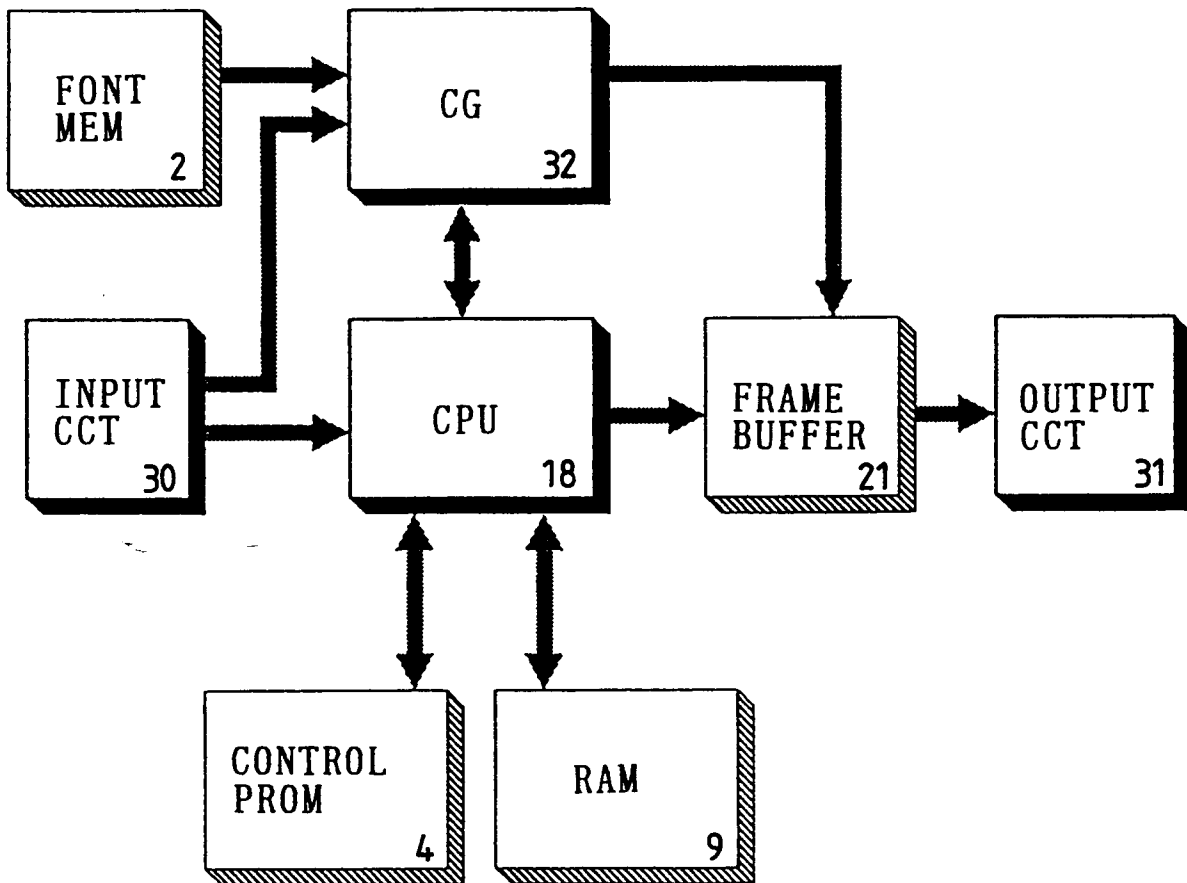 FONT
MEM
2
CG
32
INPUT
CCT
30
CPU
18
FRAME
BUFFER
21
OUTPUT
CCT
31
CONTROL
PROM
4
RAM
9